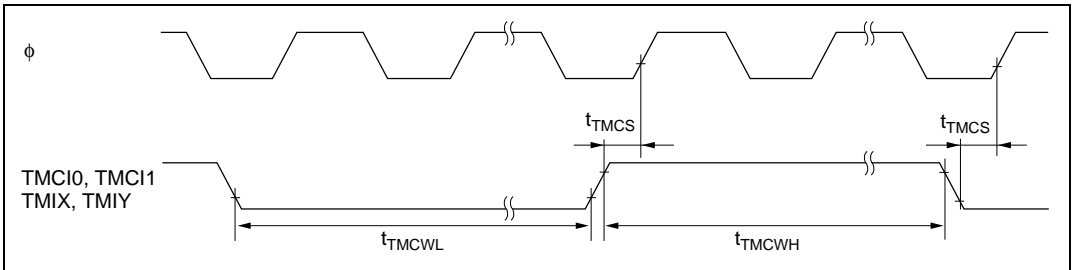 ϕ
tTMCS
tTMCS
TMCI0, TMCI1
TMIX, TMIY
tTMCWL
tTMCWH